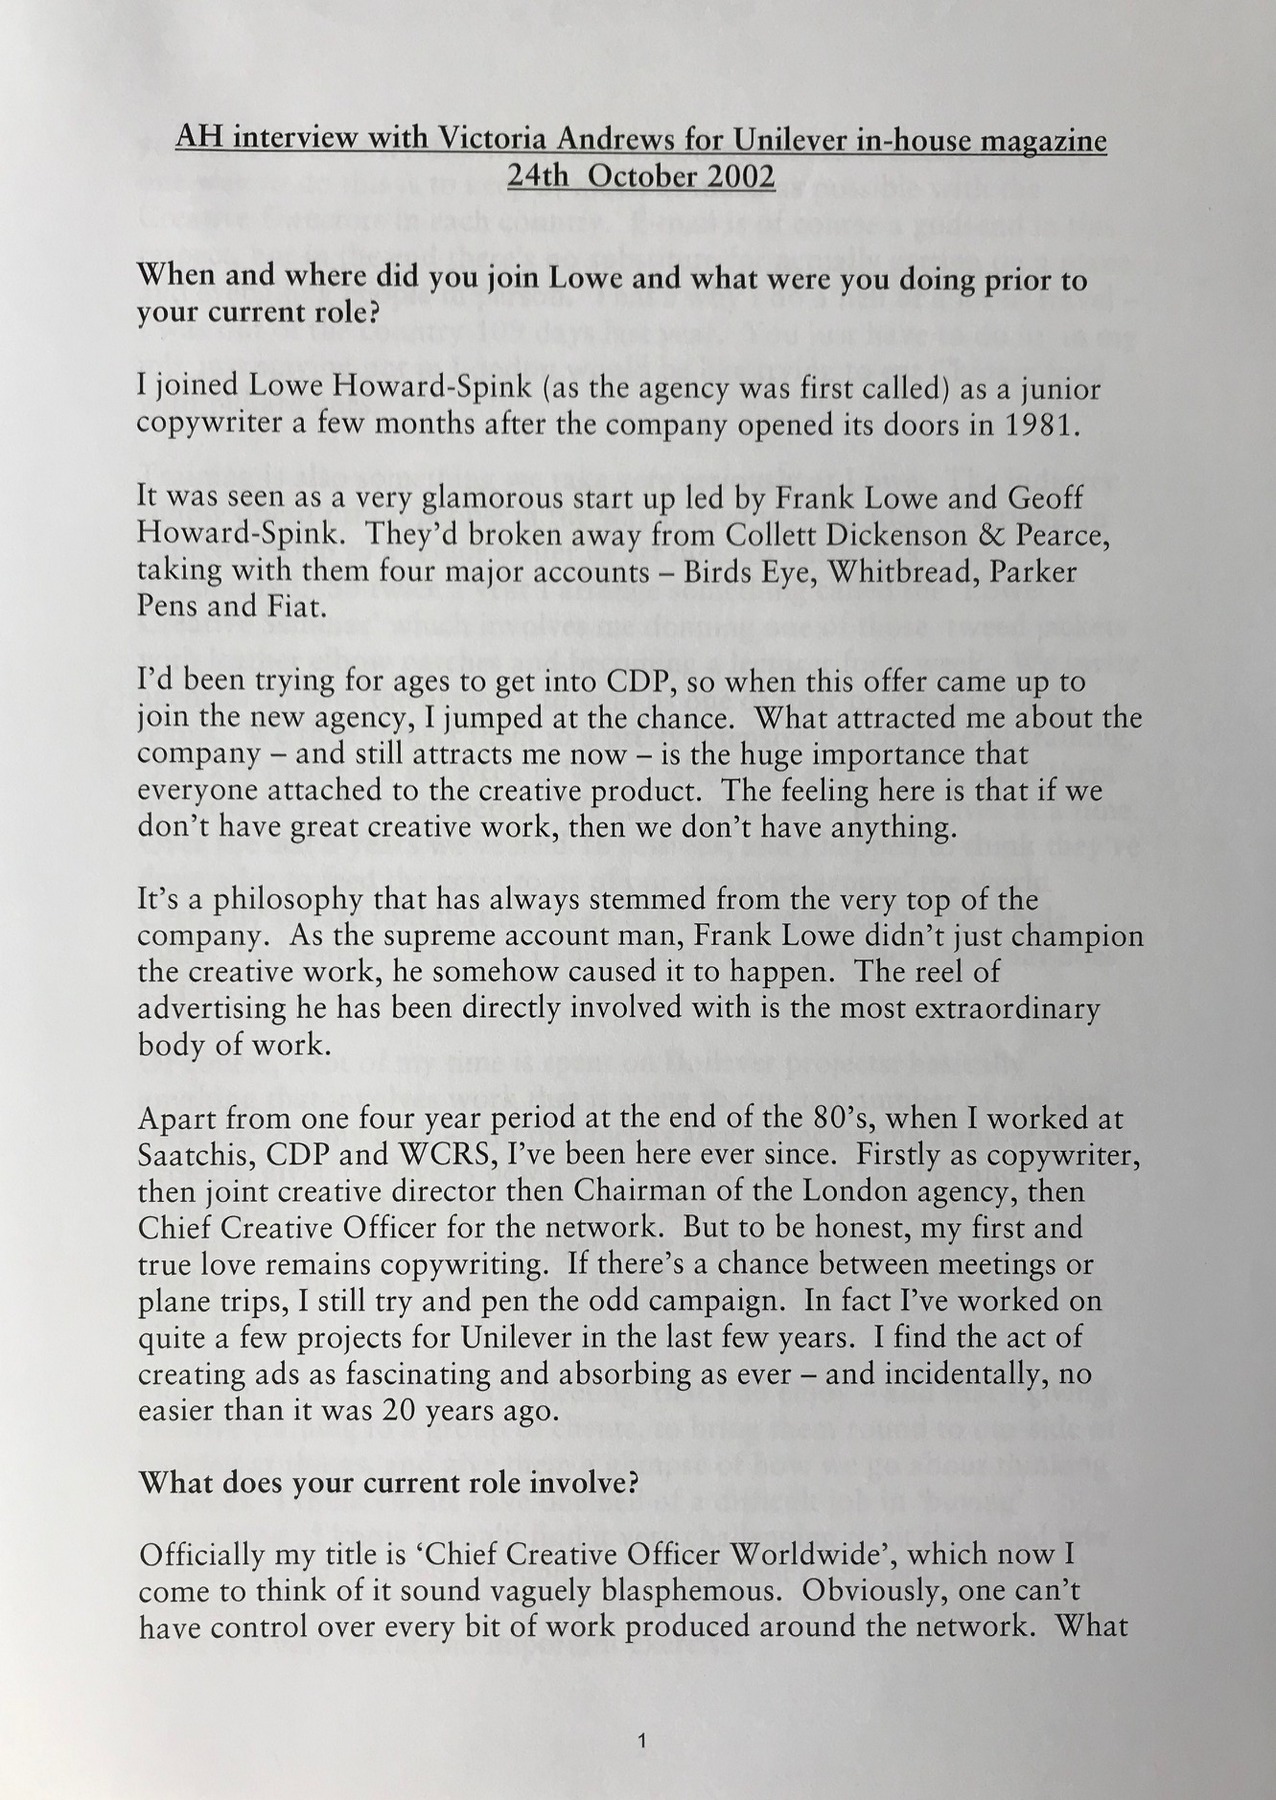 AH interview with Victoria Andrews for Unilever in-house magazine
24th October 2002
When and where did you join Lowe and what were you doing prior to
your current role?
I joined Lowe Howard-Spink (as the agency was first called) as a junior
copywriter a few months after the company opened its doors in 1981.
It was seen as a very glamorous start up led by Frank Lowe and Geoff
Howard-Spink. They'd broken away from Collett Dickenson & Pearce,
taking with them four major accounts – Birds Eye, Whitbread, Parker
Pens and Fiat.
I'd been trying for ages to get into CDP, so when this offer came up to
join the new agency, I jumped at the chance. What attracted me about the
company – and still attracts me now – is the huge importance that
everyone attached to the creative product. The feeling here is that if we
don't have great creative work, then we don't have anything.
It's a philosophy that has always stemmed from the very top of the
company. As the supreme account man, Frank Lowe didn't just champion
the creative work, he somehow caused it to happen. The reel of
advertising he has been directly involved with is the most extraordinary
body of work.
Apart from one four year period at the end of the 80's, when I worked at
Saatchis, CDP and WCRS, I've been here ever since. Firstly as copywriter,
then joint creative director then Chairman of the London agency, then
Chief Creative Officer for the network. But to be honest, my first and
true love remains copywriting. If there's a chance between meetings or
plane trips, I still try and pen the odd campaign. In fact I've worked on
quite a few projects for Unilever in the last few years. I find the act of
creating ads as fascinating and absorbing as ever – and incidentally, no
easier than it was 20 years ago.
What does your current role involve?
Officially my title is 'Chief Creative Officer Worldwide', which now I
come to think of it sound vaguely blasphemous. Obviously, one can't
have control over every bit of work produced around the network. What
1